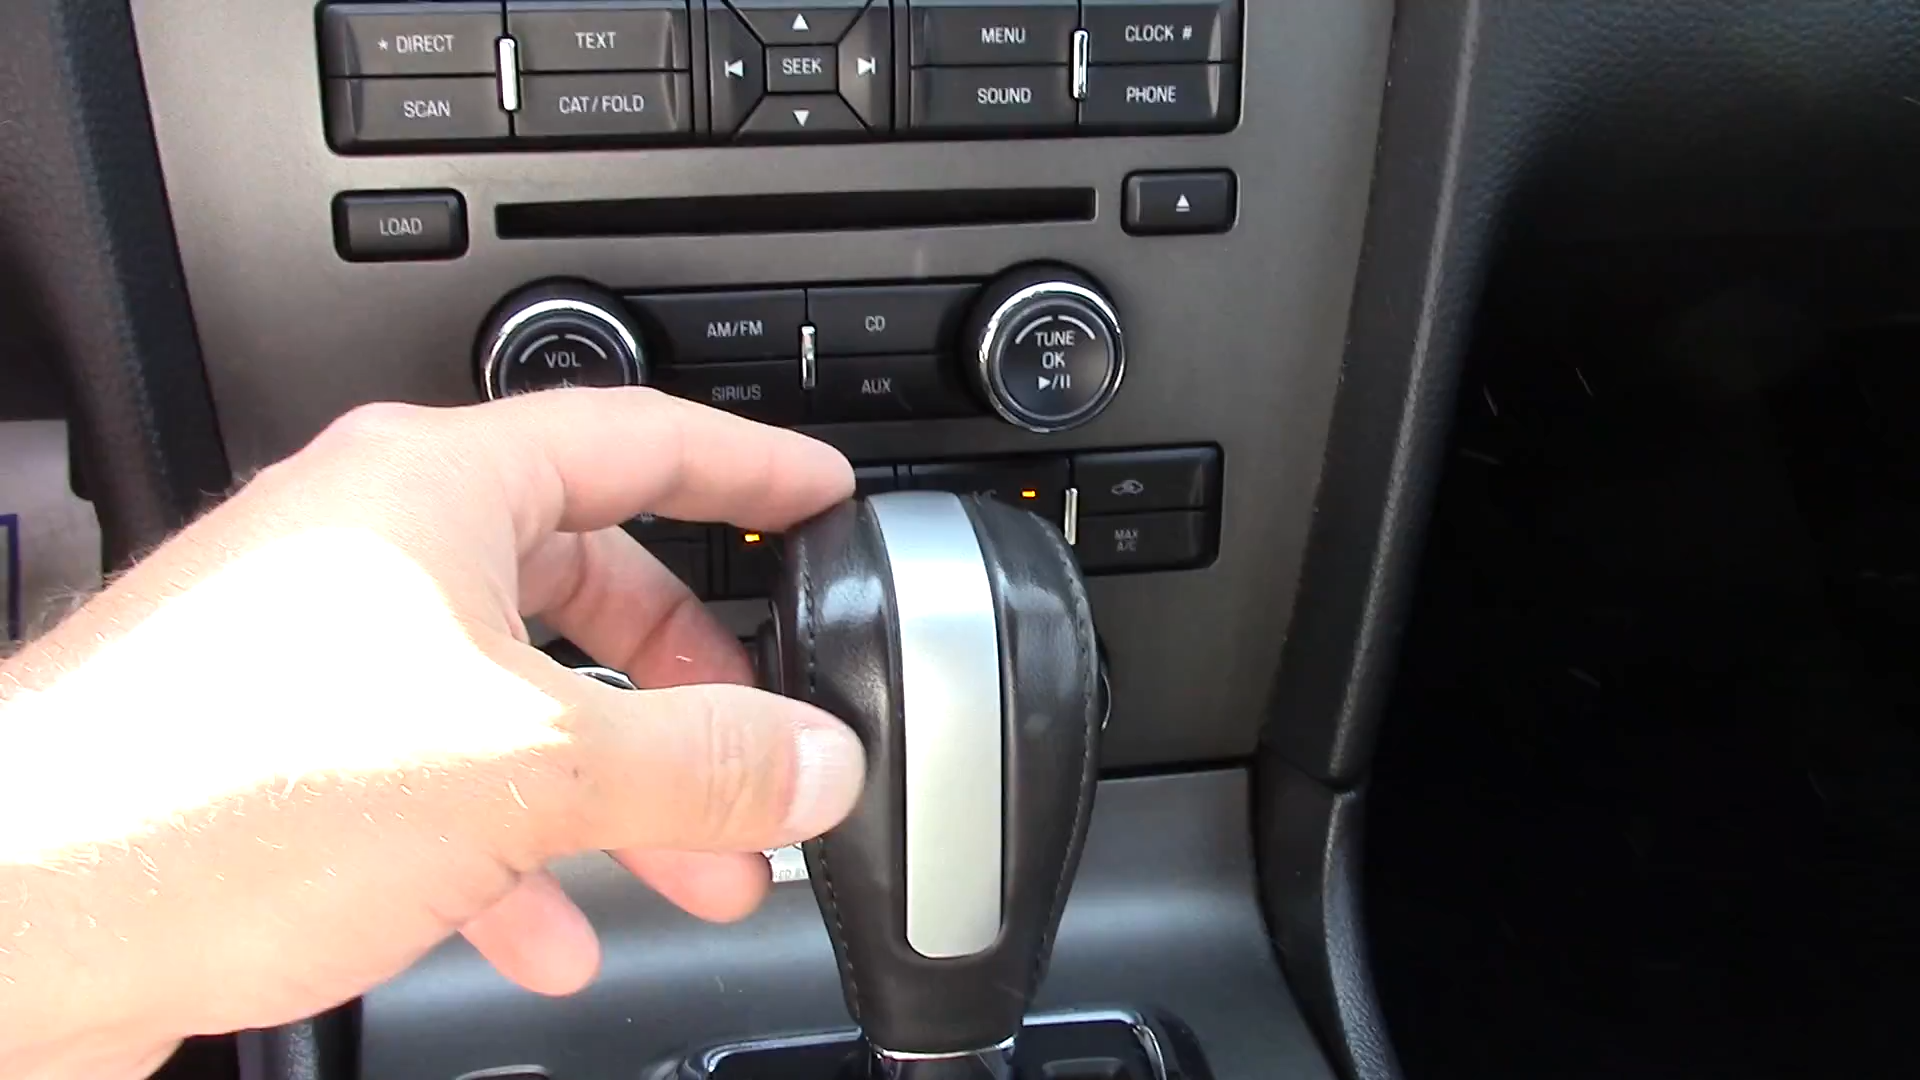 * DIRECT
TEXT
MENU
CLOCK #
SEEK
SCAN
CAT / FOLD
SOUND
PHONE
LOAD
VOL
AM/FM
CD
TUNE
OK
SIRIUS
AUX
MAX
A/C